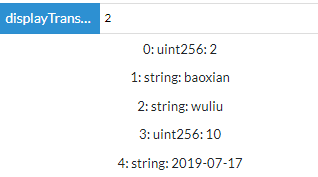 displayTrans... 2
0: uint256: 2
1: string: baoxian
2: string: wuliu
3: uint256: 10
4: string: 2019-07-17